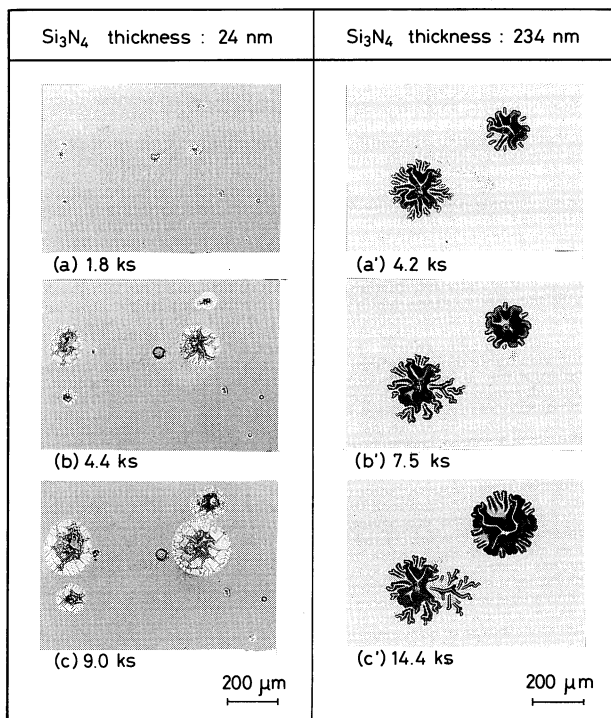 Si₃N₄ thickness : 24 nm
Si₃N₄ thickness : 234 nm
(a) 1.8 ks
(a') 4.2 ks
(b) 4.4 ks
(b') 7.5 ks
(c) 9.0 ks
(c') 14.4 ks
200 μm
200 μm